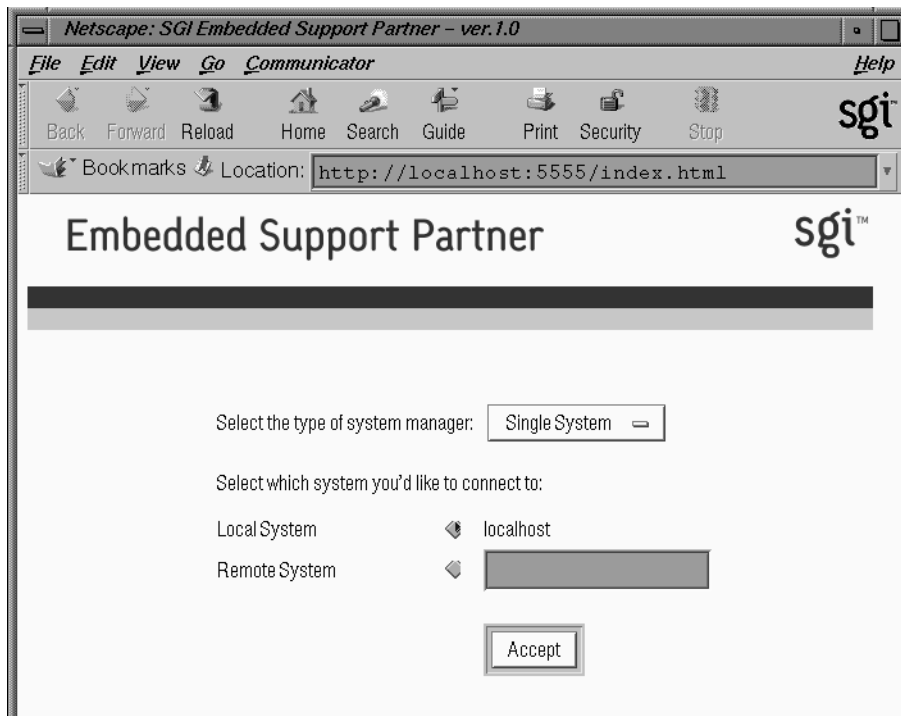 Netscape: SGI Embedded Support Partner – ver.1.0
File Edit View Go Communicator Help
Back Forward Reload Home Search Guide Print Security Stop sgi™
Bookmarks Location: http://localhost:5555/index.html
Embedded Support Partner sgi™
Select the type of system manager: Single System
Select which system you'd like to connect to:
Local System localhost
Remote System
Accept